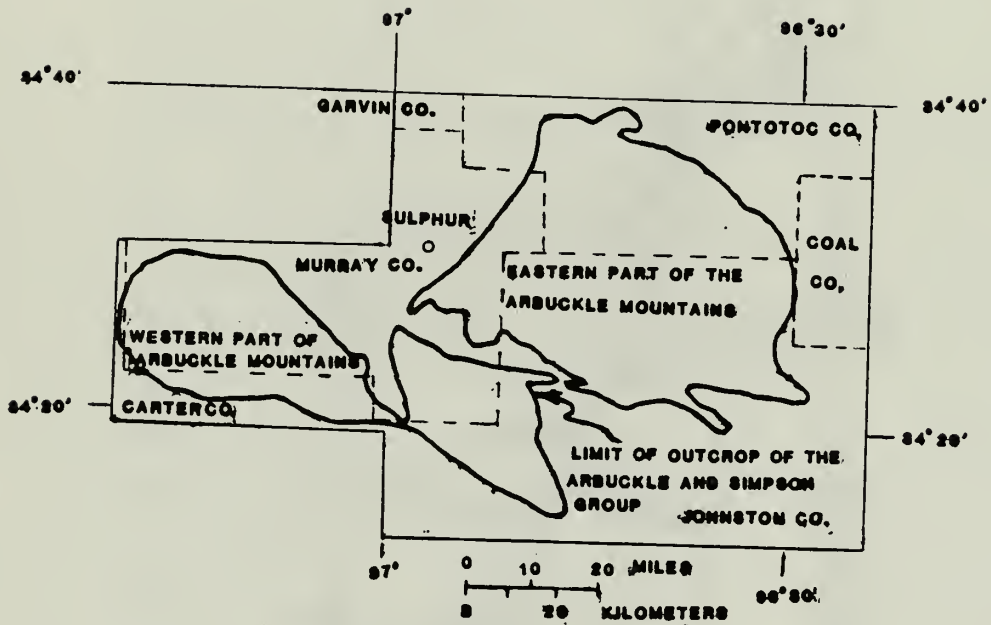 97°
96°30'
34°40'
34°40'
GARVIN CO.
PONTOTOC CO.
SULPHUR
MURRAY CO.
COAL
CO.
EASTERN PART OF THE
ARBUCKLE MOUNTAINS
WESTERN PART OF
ARBUCKLE MOUNTAINS
34°20'
CARTER CO.
34°20'
LIMIT OF OUTCROP OF THE
ARBUCKLE AND SIMPSON
GROUP
JOHNSTON CO.
97°
96°30'
0 10 20 MILES
0 20 KILOMETERS